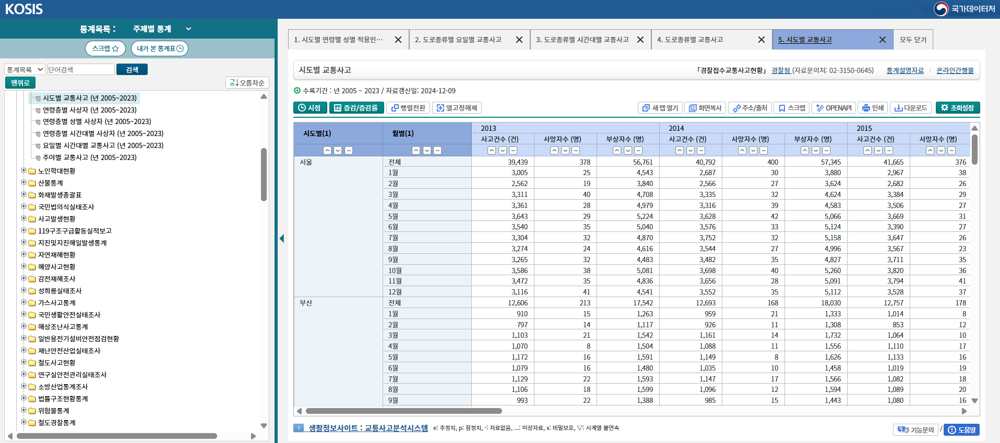 KOSIS
국가데이터처
통계목록 : 주제별 통계
스크랩 내가 본 통계표
통계목록 단어검색 검색
맨위로 오름차순
시도별 교통사고 (년 2005~2023)
연령층별 사상자 (년 2005~2023)
연령층별 성별 사상자 (년 2005~2023)
연령층별 시간대별 사상자 (년 2005~2023)
요일별 시간대별 교통사고 (년 2005~2023)
주야별 교통사고 (년 2005~2023)
노인학대현황
산불통계
화재발생총괄표
국민법의식실태조사
사고발생현황
119구조구급활동실적보고
지진및지진해일발생통계
자연재해현황
해양사고현황
감전재해조사
성희롱실태조사
가스사고통계
국민생활안전실태조사
해상조난사고통계
일반용전기설비안전점검현황
재난안전산업실태조사
철도사고현황
연구실안전관리실태조사
소방산업통계조사
법률구조현황통계
위험물통계
철도경찰통계
1. 시도별 연령별 성별 적용인… 2. 도로종류별 요일별 교통사고 3. 도로종류별 시간대별 교통사고 4. 도로종류별 교통사고 5. 시도별 교통사고 모두 닫기
시도별 교통사고 「경찰접수교통사고현황」 경찰청 (자료문의처: 02-3150-0645) 통계설명자료 온라인간행물
수록기간 : 년 2005 ~ 2023 / 자료갱신일: 2024-12-09
시점 증감/증감률 행렬전환 열고정해제 새 탭 열기 화면복사 주소/출처 스크랩 OPENAPI 인쇄 다운로드 조회설정
시도별(1) 월별(1) 2013 2014 2015
사고건수 (건) 사망자수 (명) 부상자수 (명) 사고건수 (건) 사망자수 (명) 부상자수 (명) 사고건수 (건) 사망자수 (명)
서울 전체 39,439 378 56,761 40,792 400 57,345 41,665 376
1월 3,005 25 4,543 2,687 30 3,880 2,967 38
2월 2,562 19 3,840 2,566 27 3,624 2,682 26
3월 3,311 40 4,708 3,335 32 4,624 3,384 29
4월 3,361 28 4,979 3,316 39 4,583 3,506 27
5월 3,643 29 5,224 3,628 42 5,066 3,669 31
6월 3,540 35 5,040 3,576 33 5,124 3,390 27
7월 3,304 32 4,870 3,752 32 5,158 3,647 26
8월 3,274 24 4,616 3,544 27 4,996 3,567 23
9월 3,265 32 4,483 3,482 35 4,827 3,711 35
10월 3,586 38 5,081 3,698 40 5,260 3,820 36
11월 3,472 35 4,836 3,656 28 5,091 3,794 41
12월 3,116 41 4,541 3,552 35 5,112 3,528 37
부산 전체 12,606 213 17,542 12,693 168 18,030 12,757 178
1월 910 15 1,263 959 21 1,333 1,014 8
2월 797 14 1,117 926 11 1,308 853 12
3월 1,103 21 1,542 1,161 14 1,732 1,064 10
4월 1,070 8 1,504 1,088 11 1,556 1,110 17
5월 1,172 16 1,591 1,149 8 1,626 1,133 16
6월 1,079 16 1,480 1,035 10 1,458 1,019 19
7월 1,129 22 1,593 1,147 17 1,566 1,082 18
8월 1,106 18 1,599 1,096 12 1,594 1,089 20
9월 993 22 1,388 985 15 1,443 1,080 16
생활정보사이트 : 교통사고분석시스템 e: 추정치, p: 잠정치, -: 자료없음, ...: 미상자료, x: 비밀보호, ▽: 시계열 불연속
기능문의 / 도움말